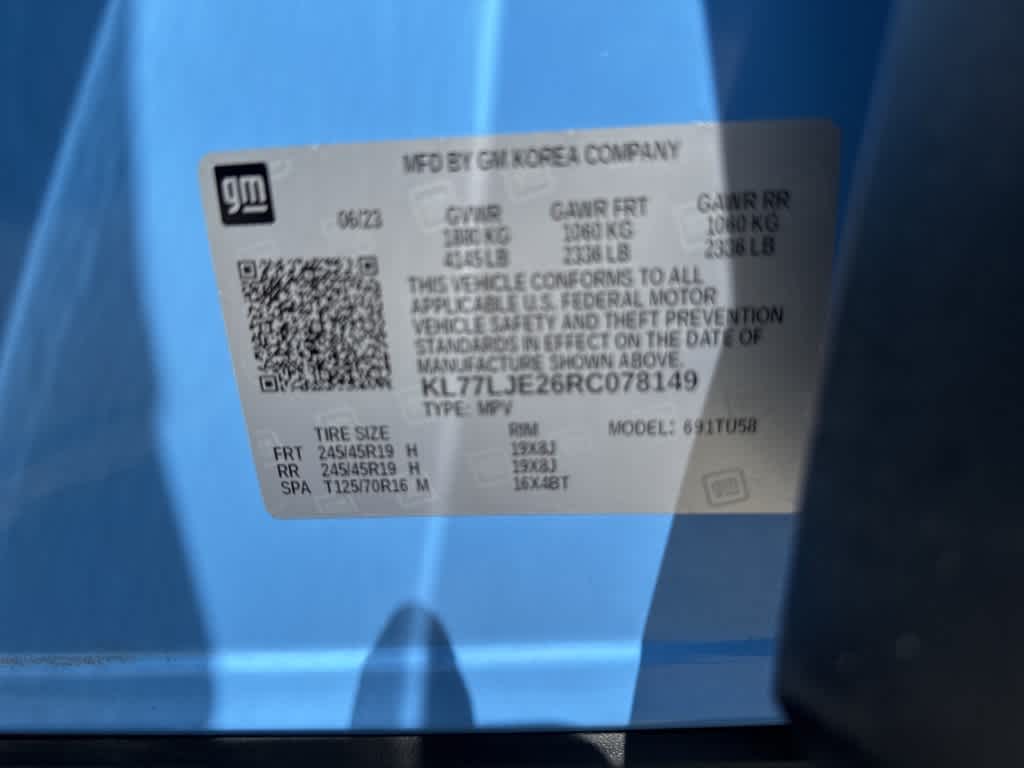 MFD BY GM KOREA COMPANY
gm
06/23 GVWR GAWR FRT GAWR RR
1880 KG 1060 KG 1060 KG
4145 LB 2336 LB 2336 LB
THIS VEHICLE CONFORMS TO ALL
APPLICABLE U.S. FEDERAL MOTOR
VEHICLE SAFETY AND THEFT PREVENTION
STANDARDS IN EFFECT ON THE DATE OF
MANUFACTURE SHOWN ABOVE.
KL77LJE26RC078149
TYPE: MPV
TIRE SIZE RIM MODEL: 691TU58
FRT 245/45R19 H 19X8J
RR 245/45R19 H 19X8J
SPA T125/70R16 M 16X4BT
gm